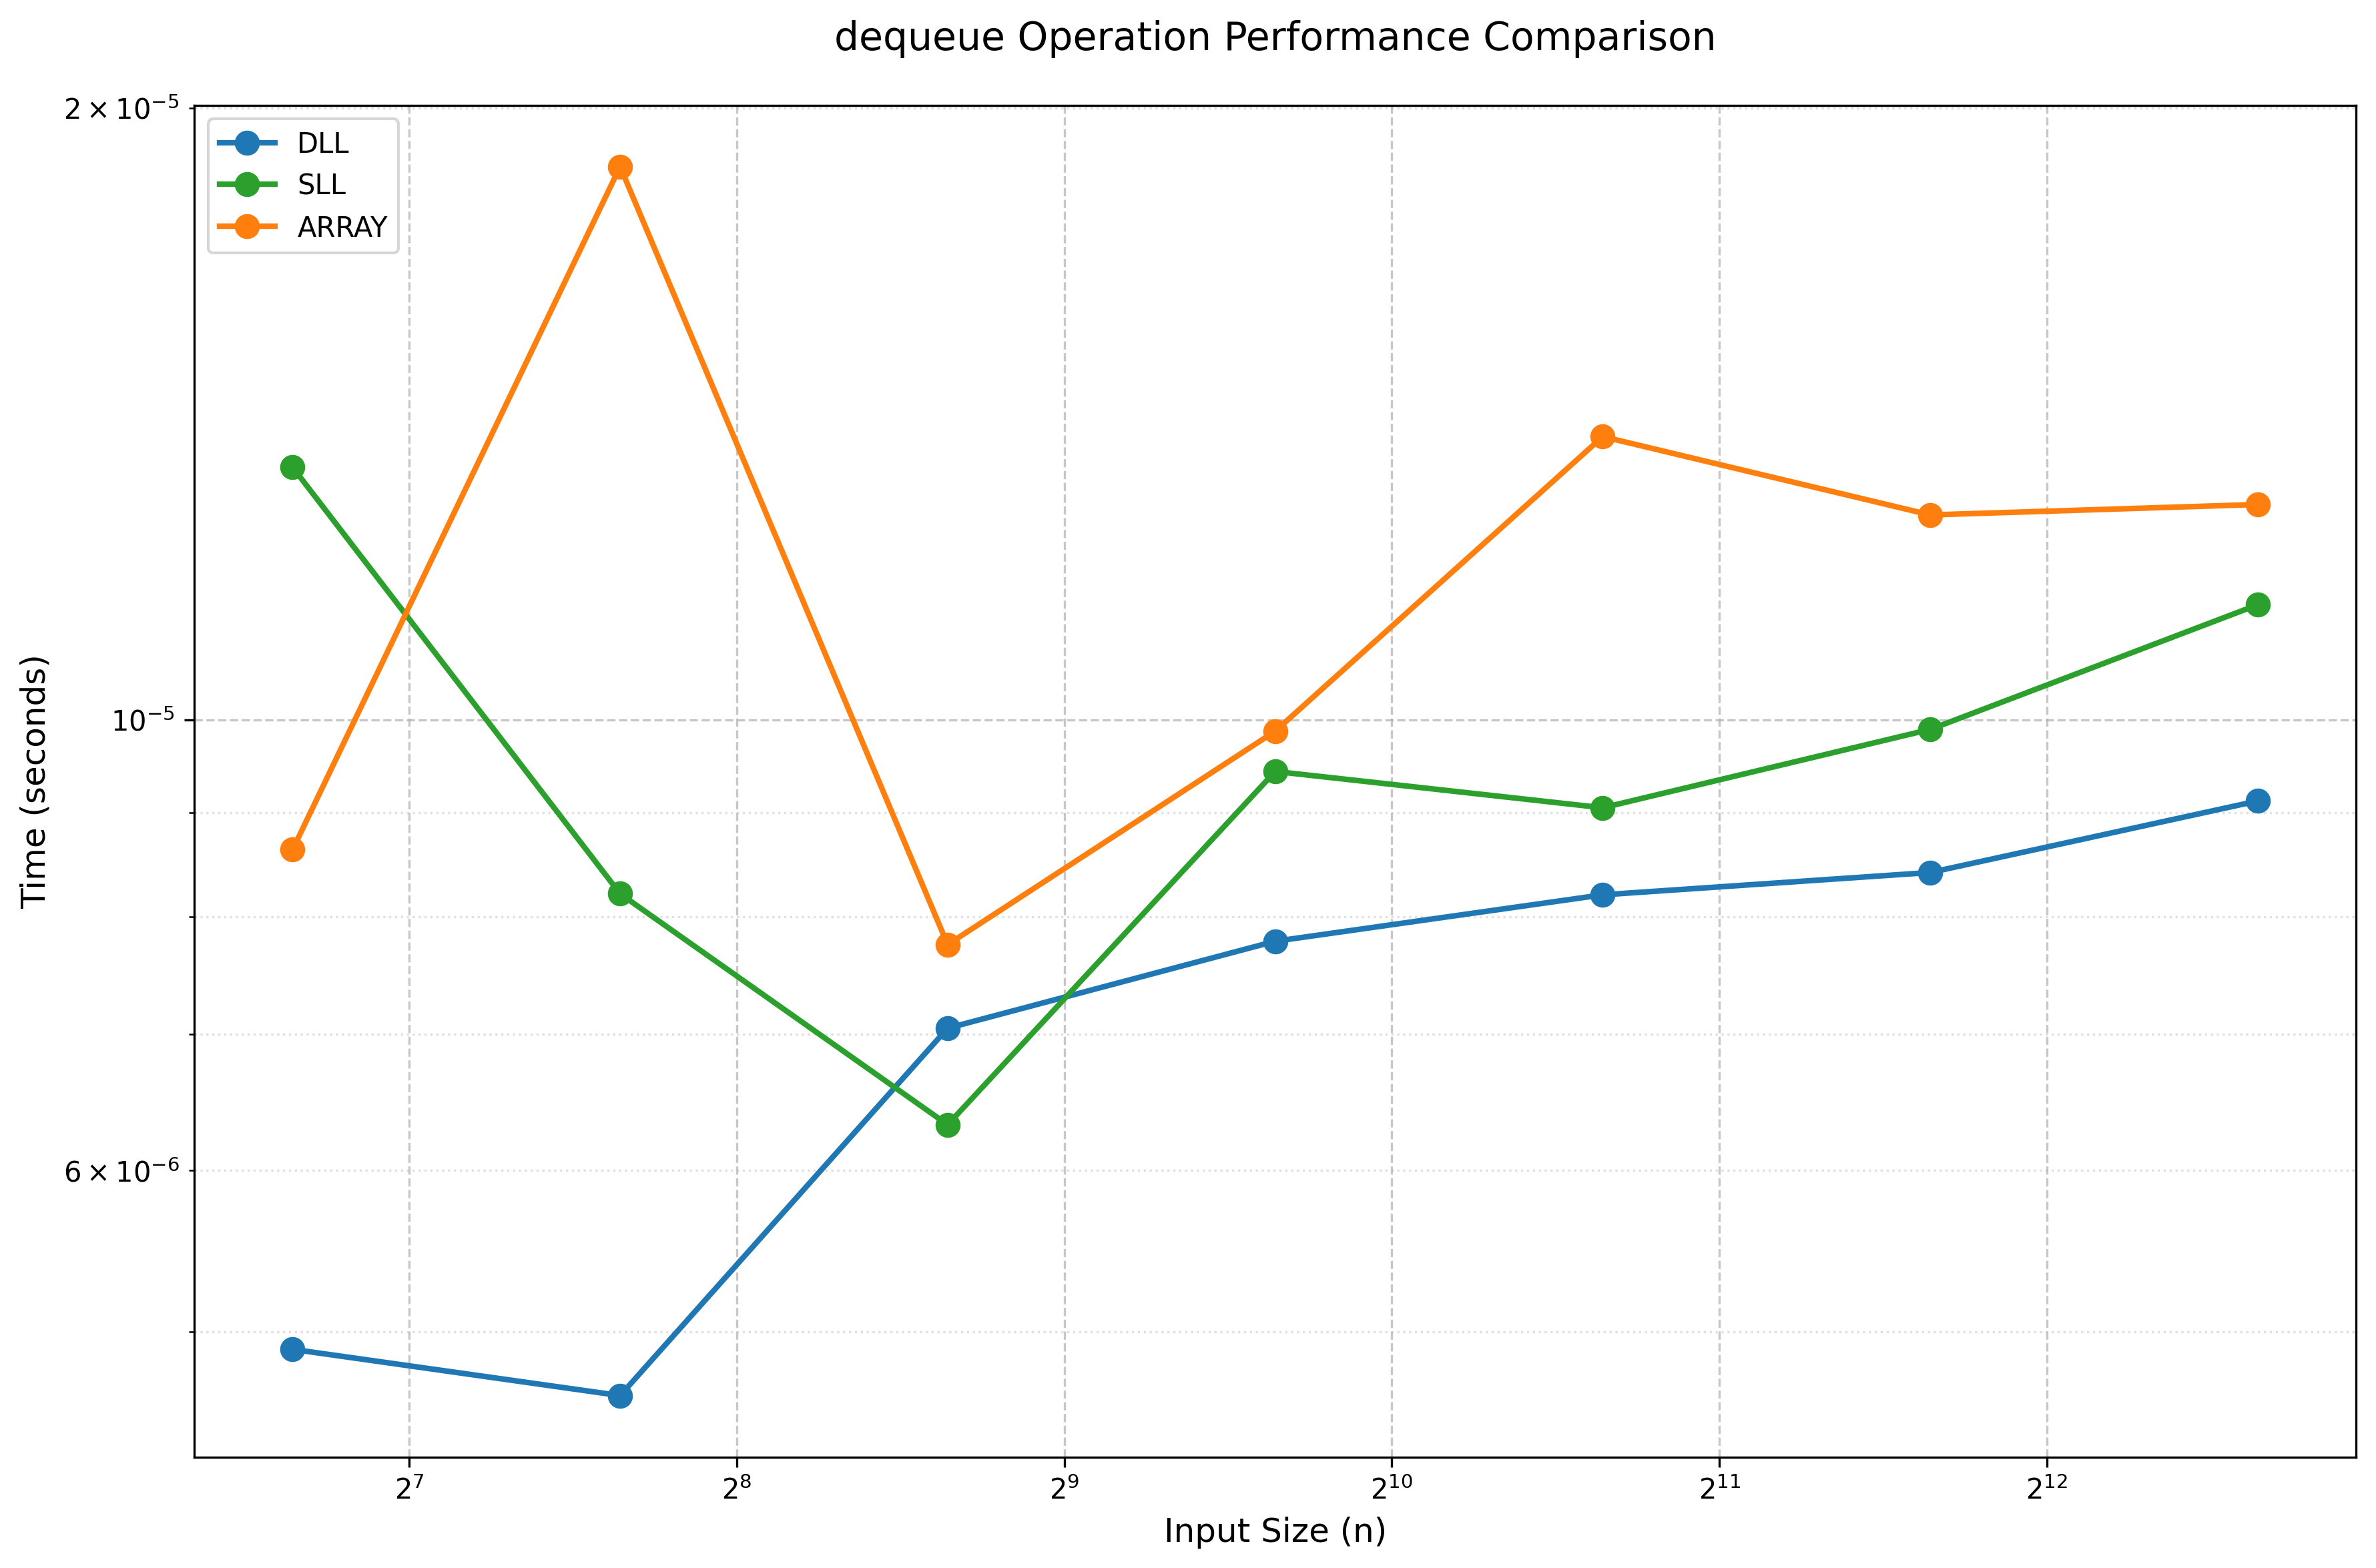 dequeue Operation Performance Comparison
2 × 10⁻⁵
DLL
SLL
ARRAY
Time (seconds)
10⁻⁵
6 × 10⁻⁶
2⁷ 2⁸ 2⁹ 2¹⁰ 2¹¹ 2¹²
Input Size (n)